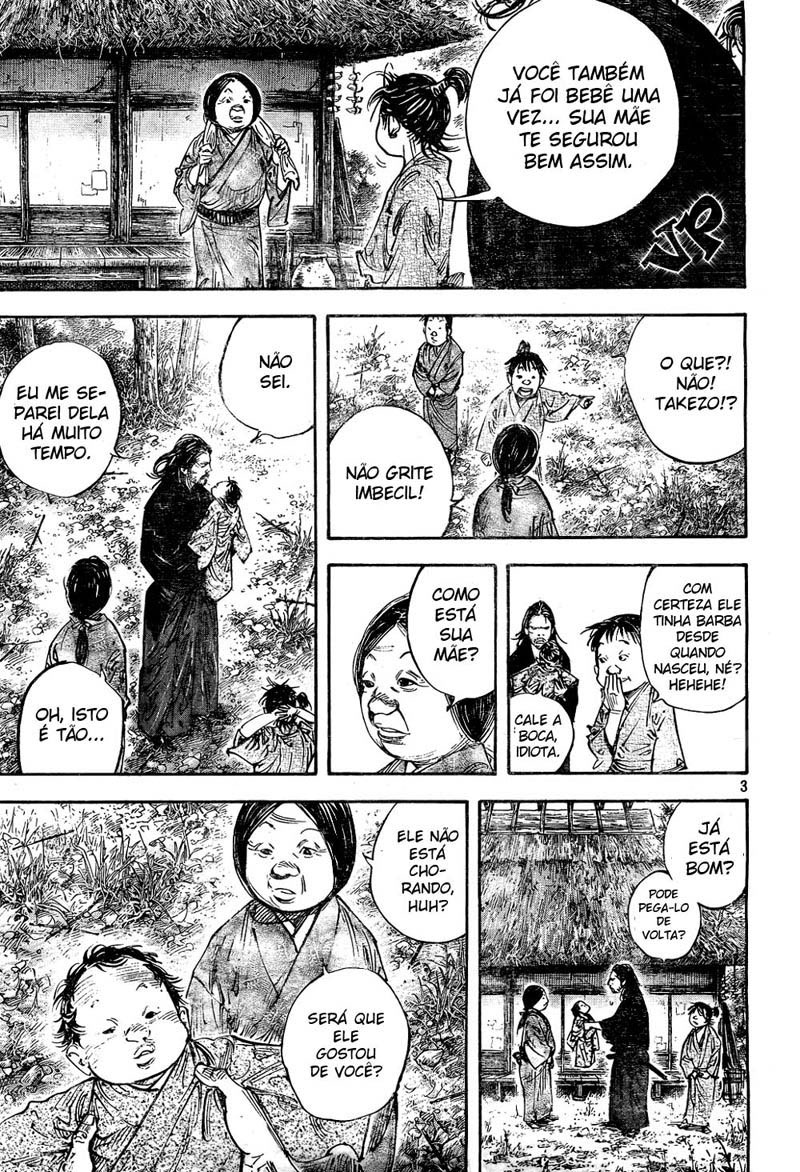 VOCÊ TAMBÉM
JÁ FOI BEBÊ UMA
VEZ... SUA MÃE
TE SEGUROU
BEM ASSIM.
VP
O QUE?!
NÃO!
TAKEZO!?
NÃO GRITE
IMBECIL!
NÃO
SEI.
EU ME SE-
PAREI DELA
HÁ MUITO
TEMPO.
OH, ISTO
É TÃO...
COM
CERTEZA ELE
TINHA BARBA
DESDE
QUANDO
NASCEU, NÉ?
HEHEHE!
CALE A
BOCA,
IDIOTA.
COMO
ESTÁ
SUA
MÃE?
3
JÁ
ESTÁ
BOM?
PODE
PEGA-LO
DE
VOLTA?
ELE NÃO
ESTÁ
CHO-
RANDO,
HUH?
SERÁ QUE
ELE
GOSTOU
DE VOCÊ?